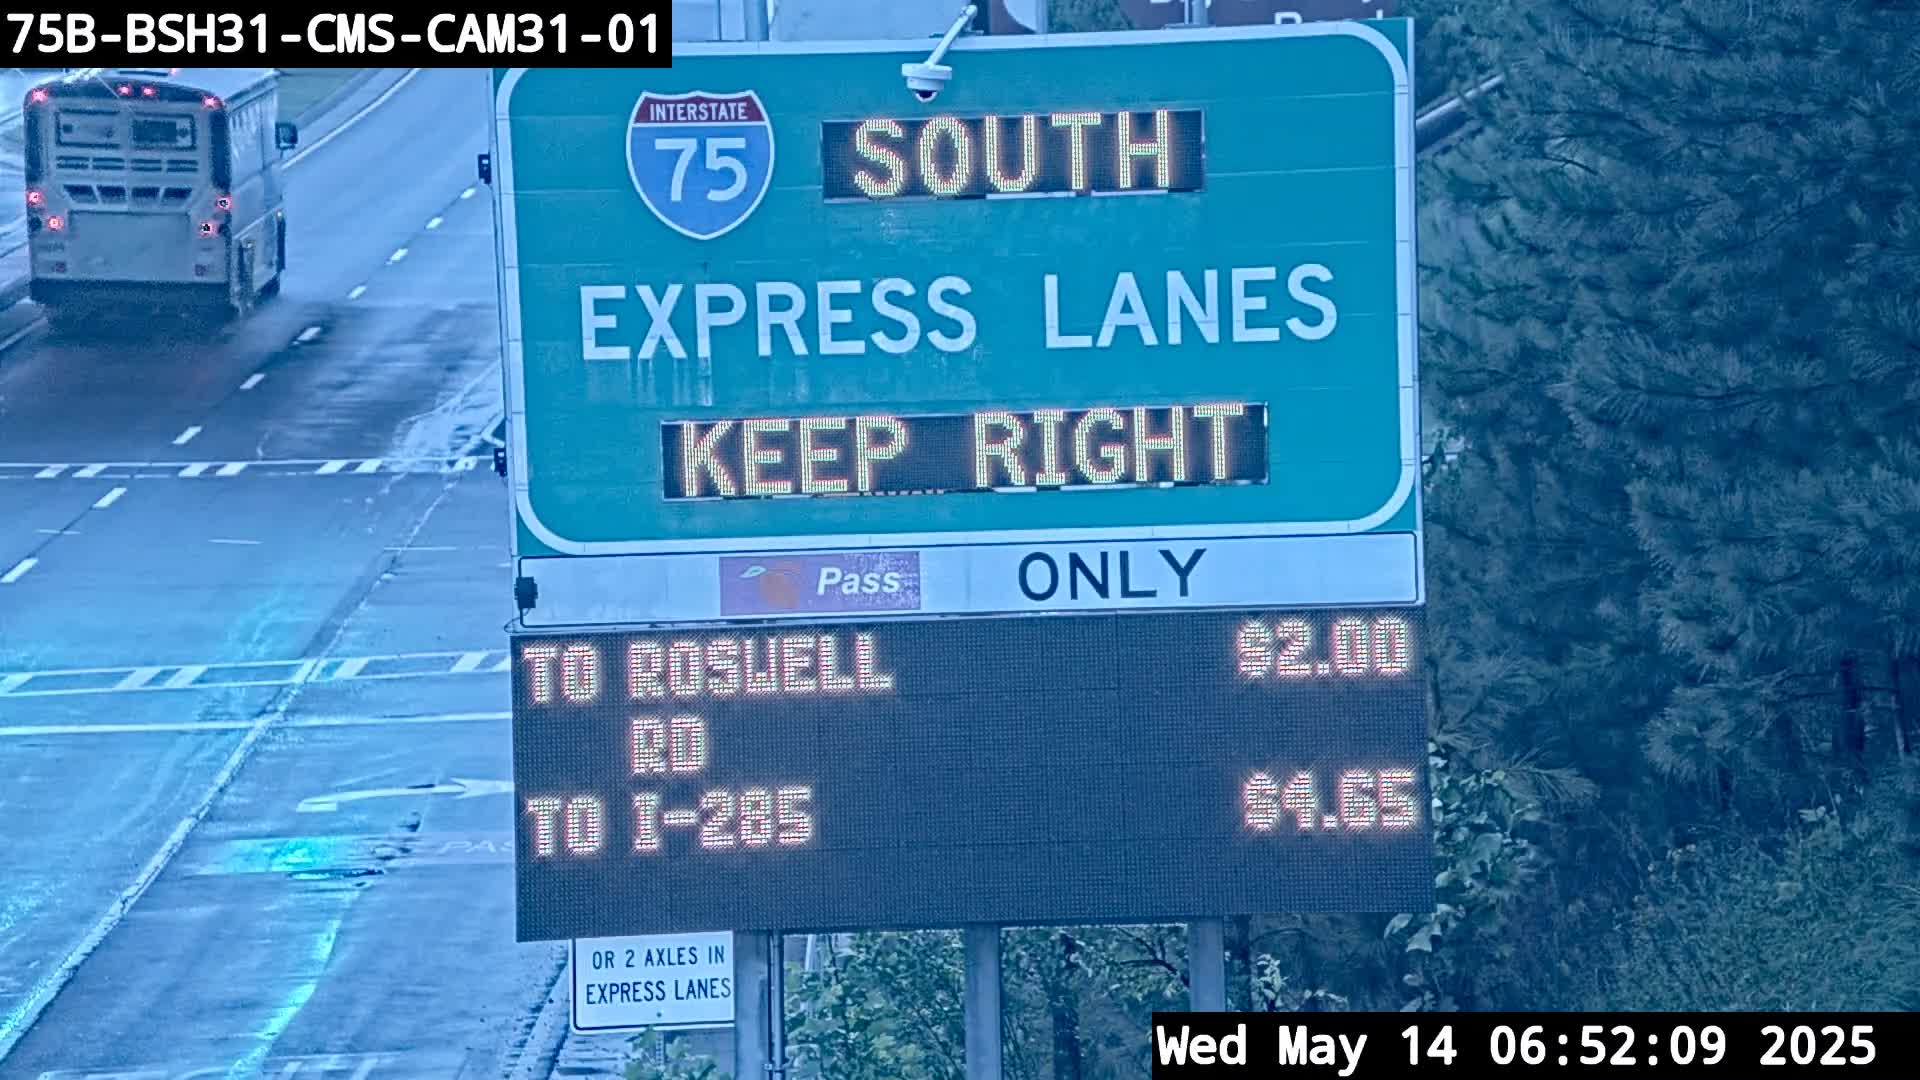 75B-BSH31-CMS-CAM31-01
INTERSTATE
75
SOUTH
EXPRESS LANES
KEEP RIGHT
Pass
ONLY
TO ROSWELL $2.00
RD
TO I-285 $4.65
OR 2 AXLES IN
EXPRESS LANES
Wed May 14 06:52:09 2025